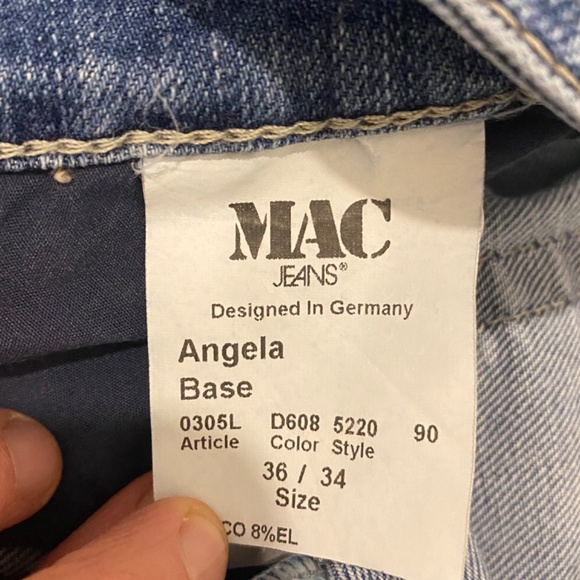 MAC
JEANS®
Designed In Germany
Angela
Base
0305L D608 5220 90
Article Color Style
36 / 34
Size
CO 8%EL